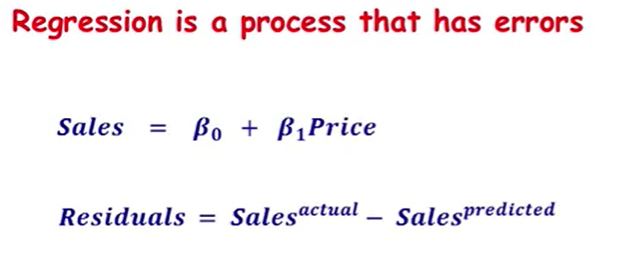 Regression is a process that has errors
Sales = β₀ + β₁Price
Residuals = Salesᵃᶜᵗᵘᵃˡ – Salesᵖʳᵉᵈⁱᶜᵗᵉᵈ